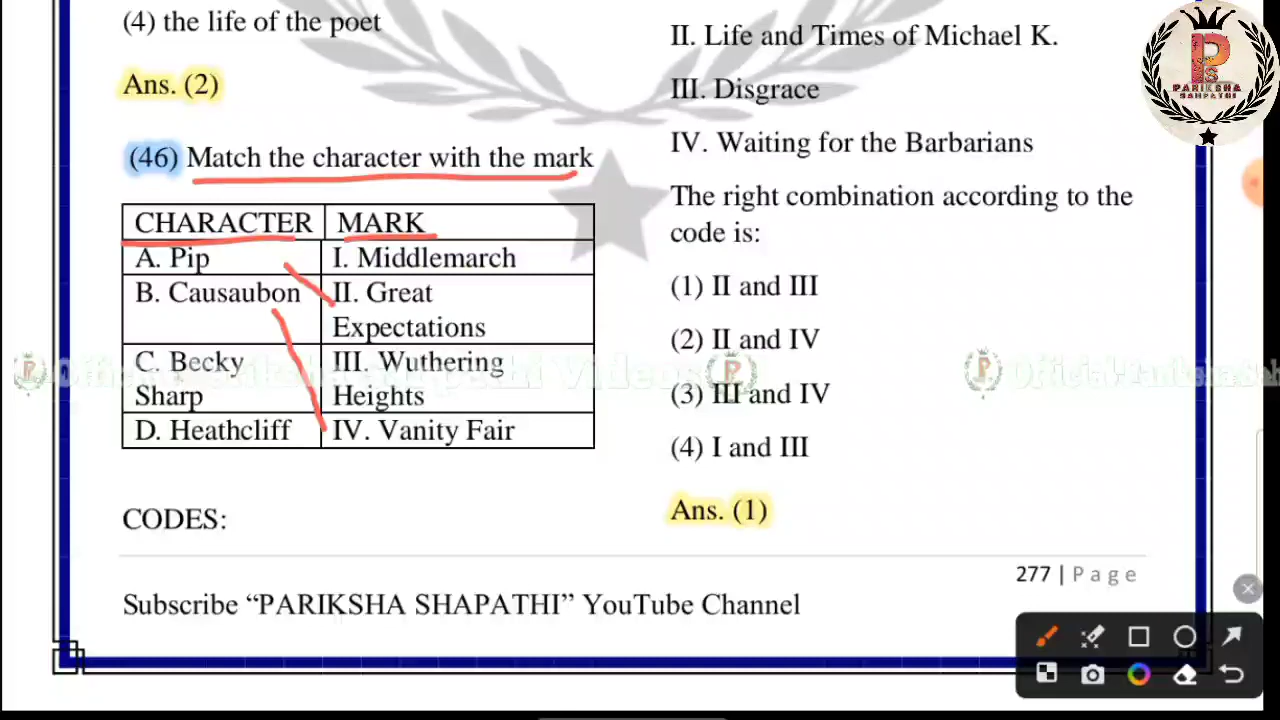 (4) the life of the poet
Ans. (2)
(46) Match the character with the mark
CHARACTER MARK
A. Pip I. Middlemarch
B. Causaubon II. Great
Expectations
C. Becky III. Wuthering
Sharp Heights
D. Heathcliff IV. Vanity Fair
CODES:
II. Life and Times of Michael K.
III. Disgrace
IV. Waiting for the Barbarians
The right combination according to the
code is:
(1) II and III
(2) II and IV
(3) III and IV
(4) I and III
Ans. (1)
277 | Page
Subscribe “PARIKSHA SHAPATHI” YouTube Channel
PS
PARIKSHA
SAHPATHI